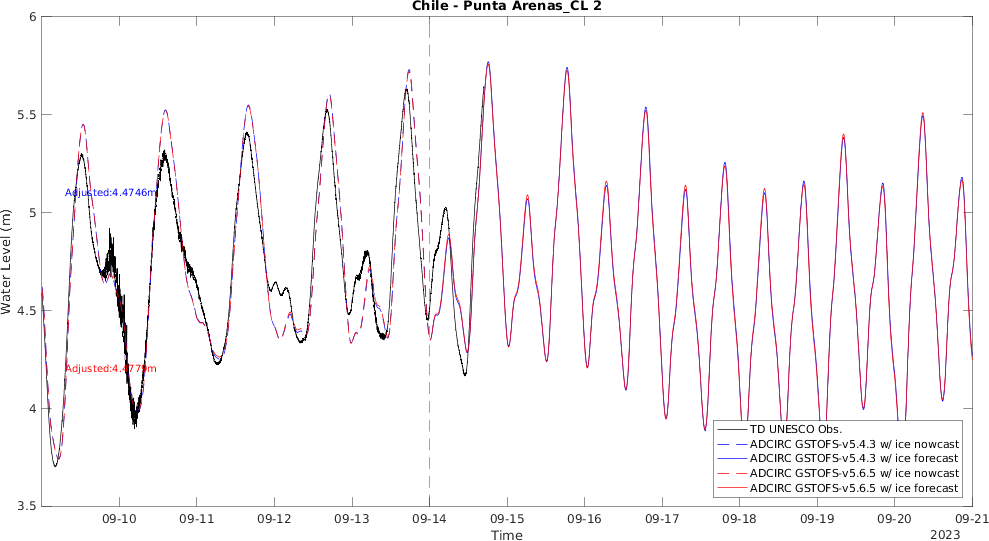 Chile - Punta Arenas_CL 2
6
5.5
5
4.5
4
3.5
Water Level (m)
Adjusted:4.4746m
Adjusted:4.4779m
TD UNESCO Obs.
ADCIRC GSTOFS-v5.4.3 w/ ice nowcast
ADCIRC GSTOFS-v5.4.3 w/ ice forecast
ADCIRC GSTOFS-v5.6.5 w/ ice nowcast
ADCIRC GSTOFS-v5.6.5 w/ ice forecast
09-10 09-11 09-12 09-13 09-14 09-15 09-16 09-17 09-18 09-19 09-20 09-21
Time
2023